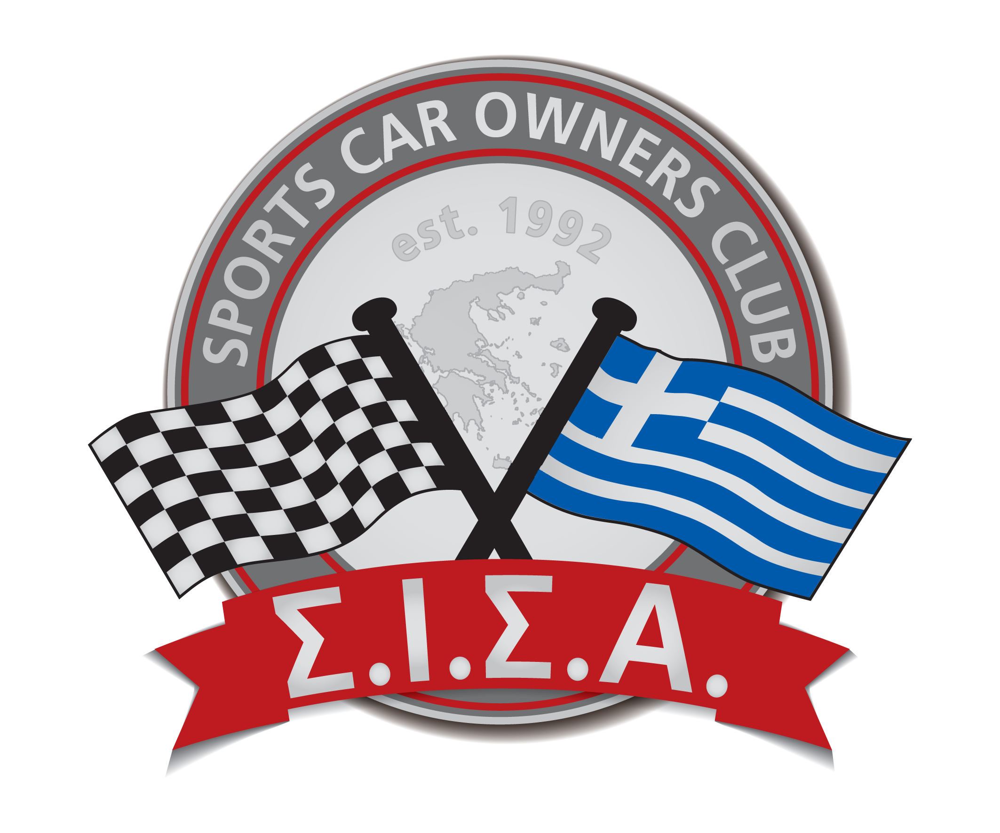 SPORTS CAR OWNERS CLUB
est. 1992
Σ.Ι.Σ.Α.